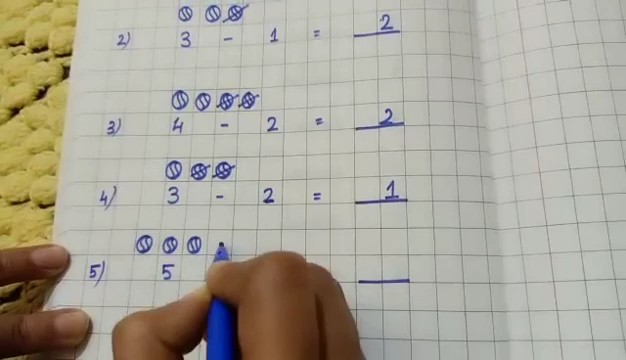 2) 3 - 1 = 2
3) 4 - 2 = 2
4) 3 - 2 = 1
5) 5